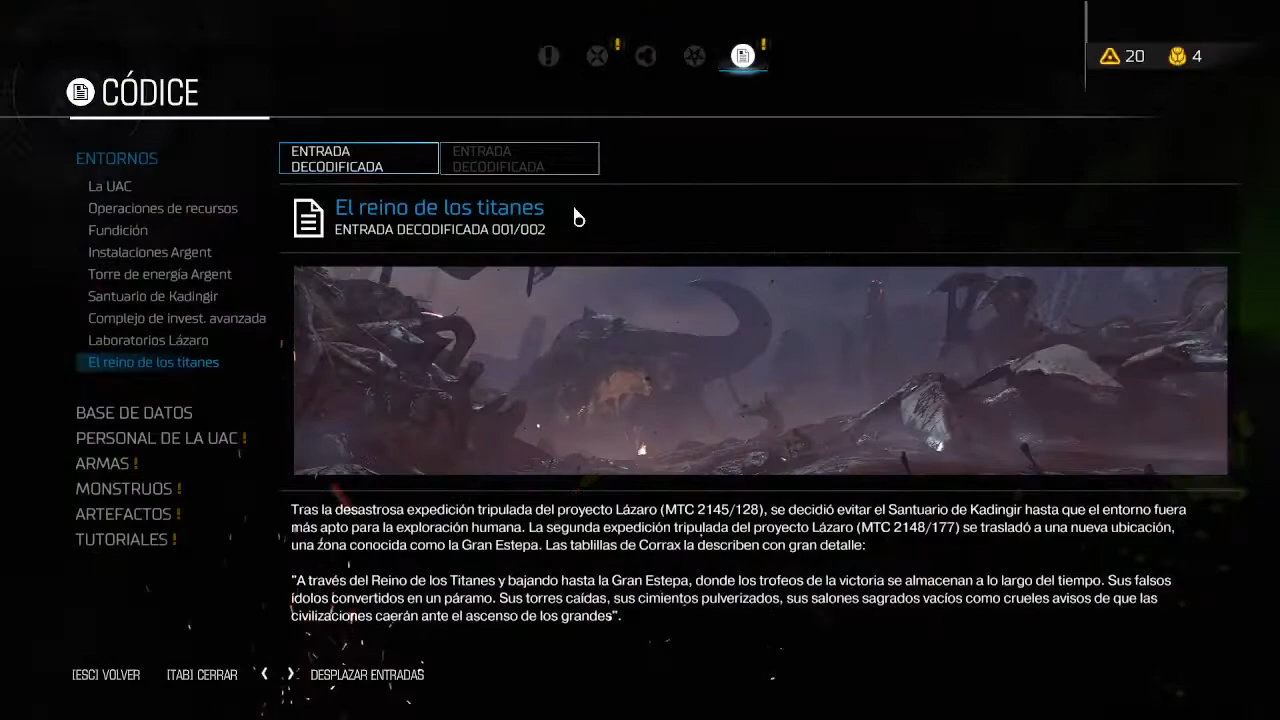 20
4
CÓDICE
ENTORNOS
La UAC
Operaciones de recursos
Fundición
Instalaciones Argent
Torre de energía Argent
Santuario de Kadingir
Complejo de invest. avanzada
Laboratorios Lázaro
El reino de los titanes
BASE DE DATOS
PERSONAL DE LA UAC !
ARMAS !
MONSTRUOS !
ARTEFACTOS !
TUTORIALES !
ENTRADA
DECODIFICADA
ENTRADA
DECODIFICADA
El reino de los titanes
ENTRADA DECODIFICADA 001/002
Tras la desastrosa expedición tripulada del proyecto Lázaro (MTC 2145/128), se decidió evitar el Santuario de Kadingir hasta que el entorno fuera
más apto para la exploración humana. La segunda expedición tripulada del proyecto Lázaro (MTC 2148/177) se trasladó a una nueva ubicación,
una zona conocida como la Gran Estepa. Las tablillas de Corrax la describen con gran detalle:
"A través del Reino de los Titanes y bajando hasta la Gran Estepa, donde los trofeos de la victoria se almacenan a lo largo del tiempo. Sus falsos
ídolos convertidos en un páramo. Sus torres caídas, sus cimientos pulverizados, sus salones sagrados vacíos como crueles avisos de que las
civilizaciones caerán ante el ascenso de los grandes".
[ESC] VOLVER
[TAB] CERRAR
DESPLAZAR ENTRADAS